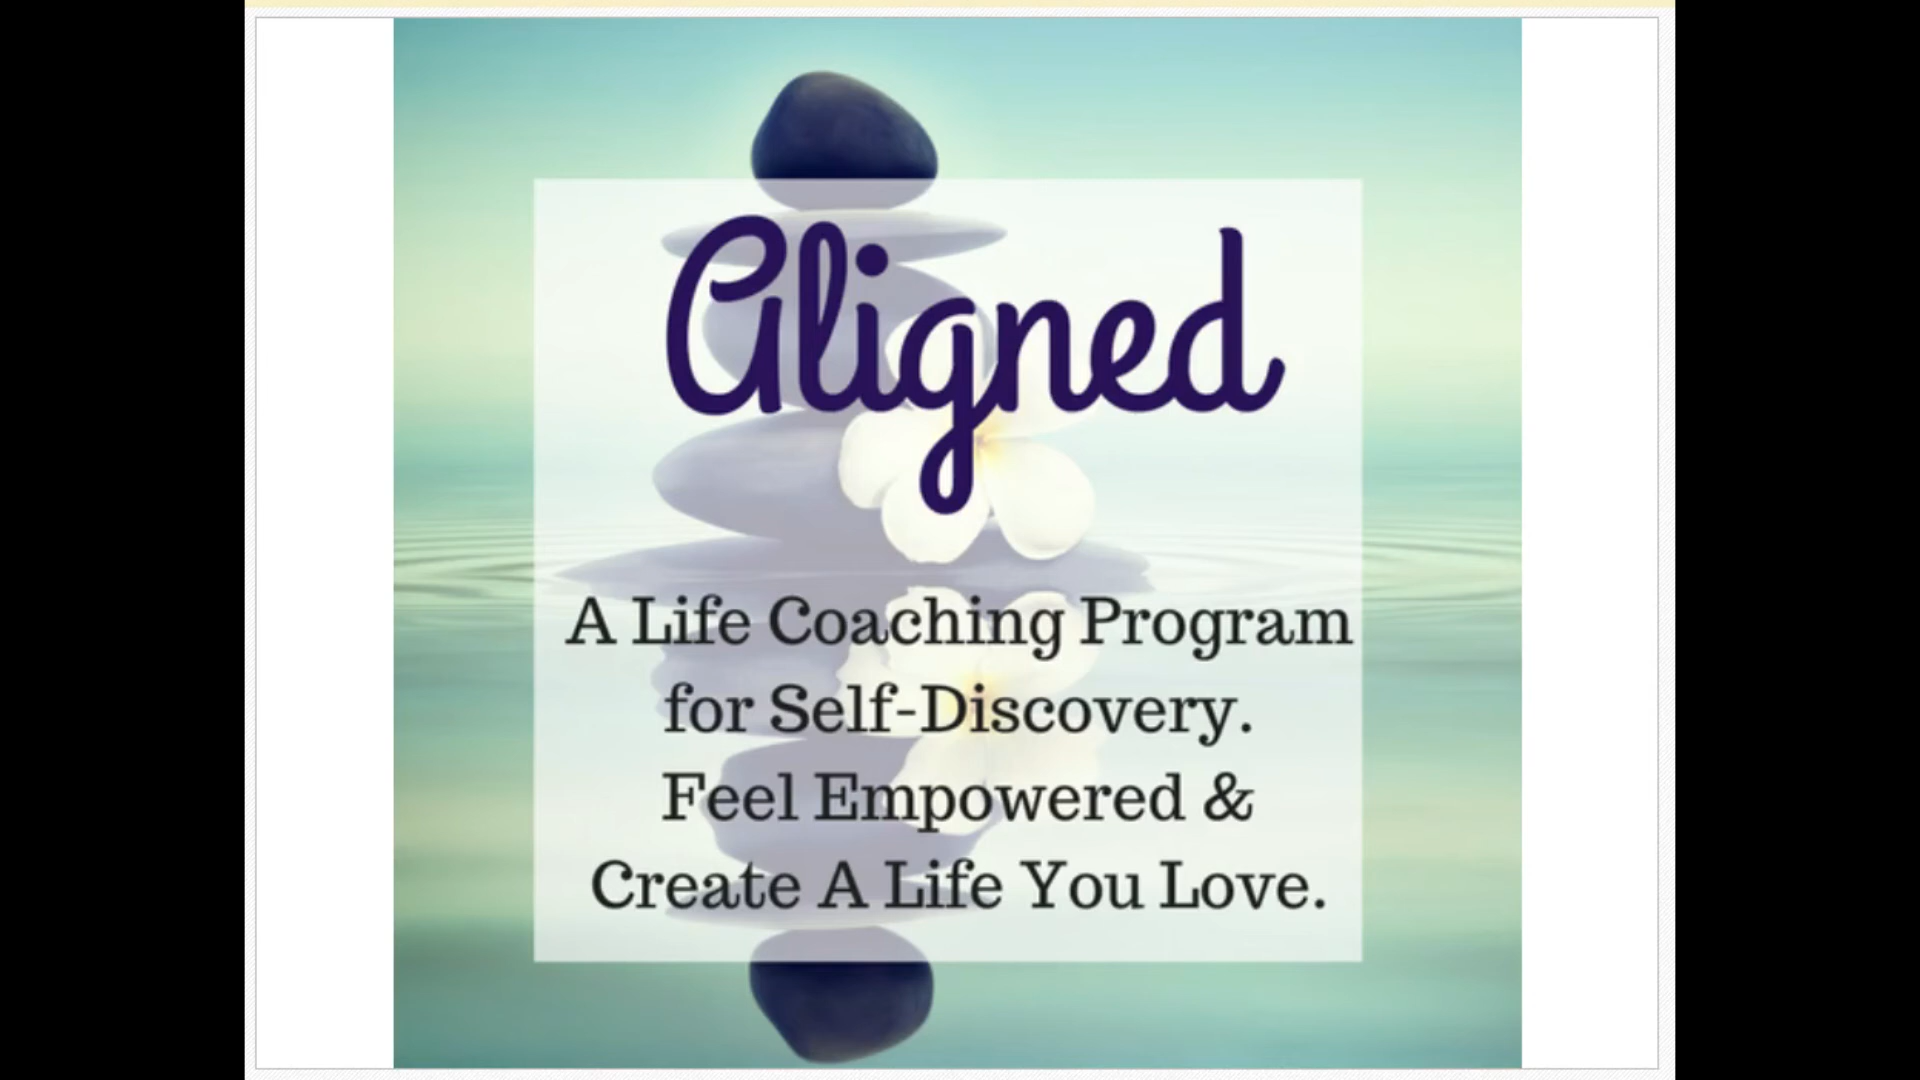 Aligned
A Life Coaching Program
for Self-Discovery.
Feel Empowered &
Create A Life You Love.